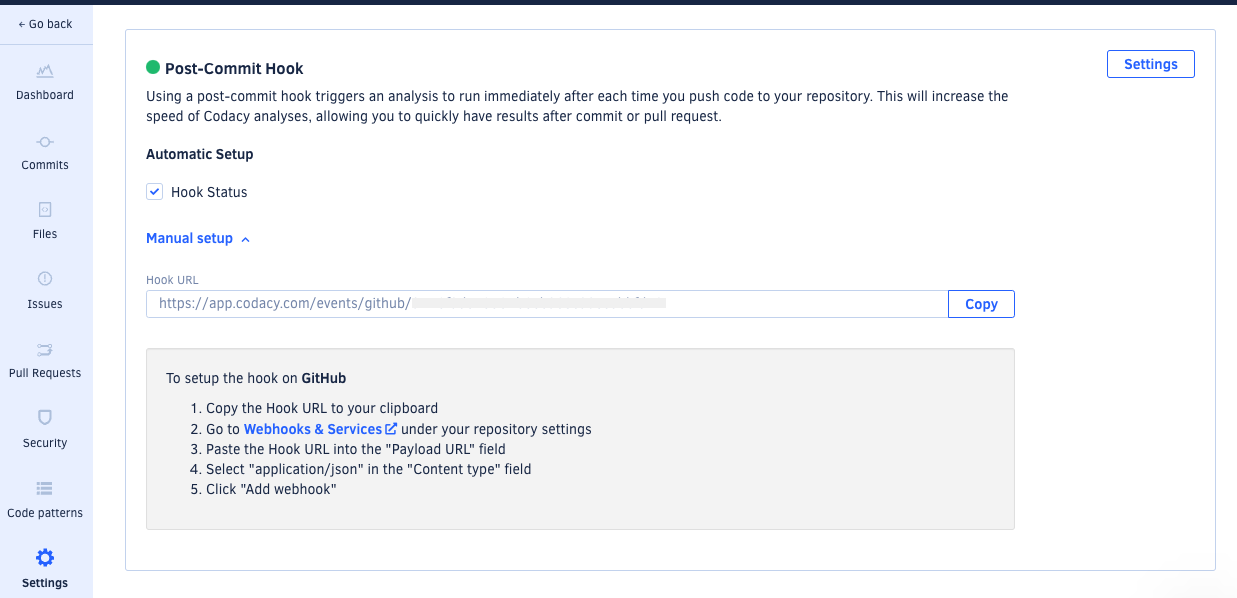 ← Go back
Dashboard
Commits
Files
Issues
Pull Requests
Security
Code patterns
Settings
Post-Commit Hook
Settings
Using a post-commit hook triggers an analysis to run immediately after each time you push code to your repository. This will increase the
speed of Codacy analyses, allowing you to quickly have results after commit or pull request.
Automatic Setup
Hook Status
Manual setup
Hook URL
https://app.codacy.com/events/github/
Copy
To setup the hook on GitHub
1. Copy the Hook URL to your clipboard
2. Go to Webhooks & Services under your repository settings
3. Paste the Hook URL into the "Payload URL" field
4. Select "application/json" in the "Content type" field
5. Click "Add webhook"